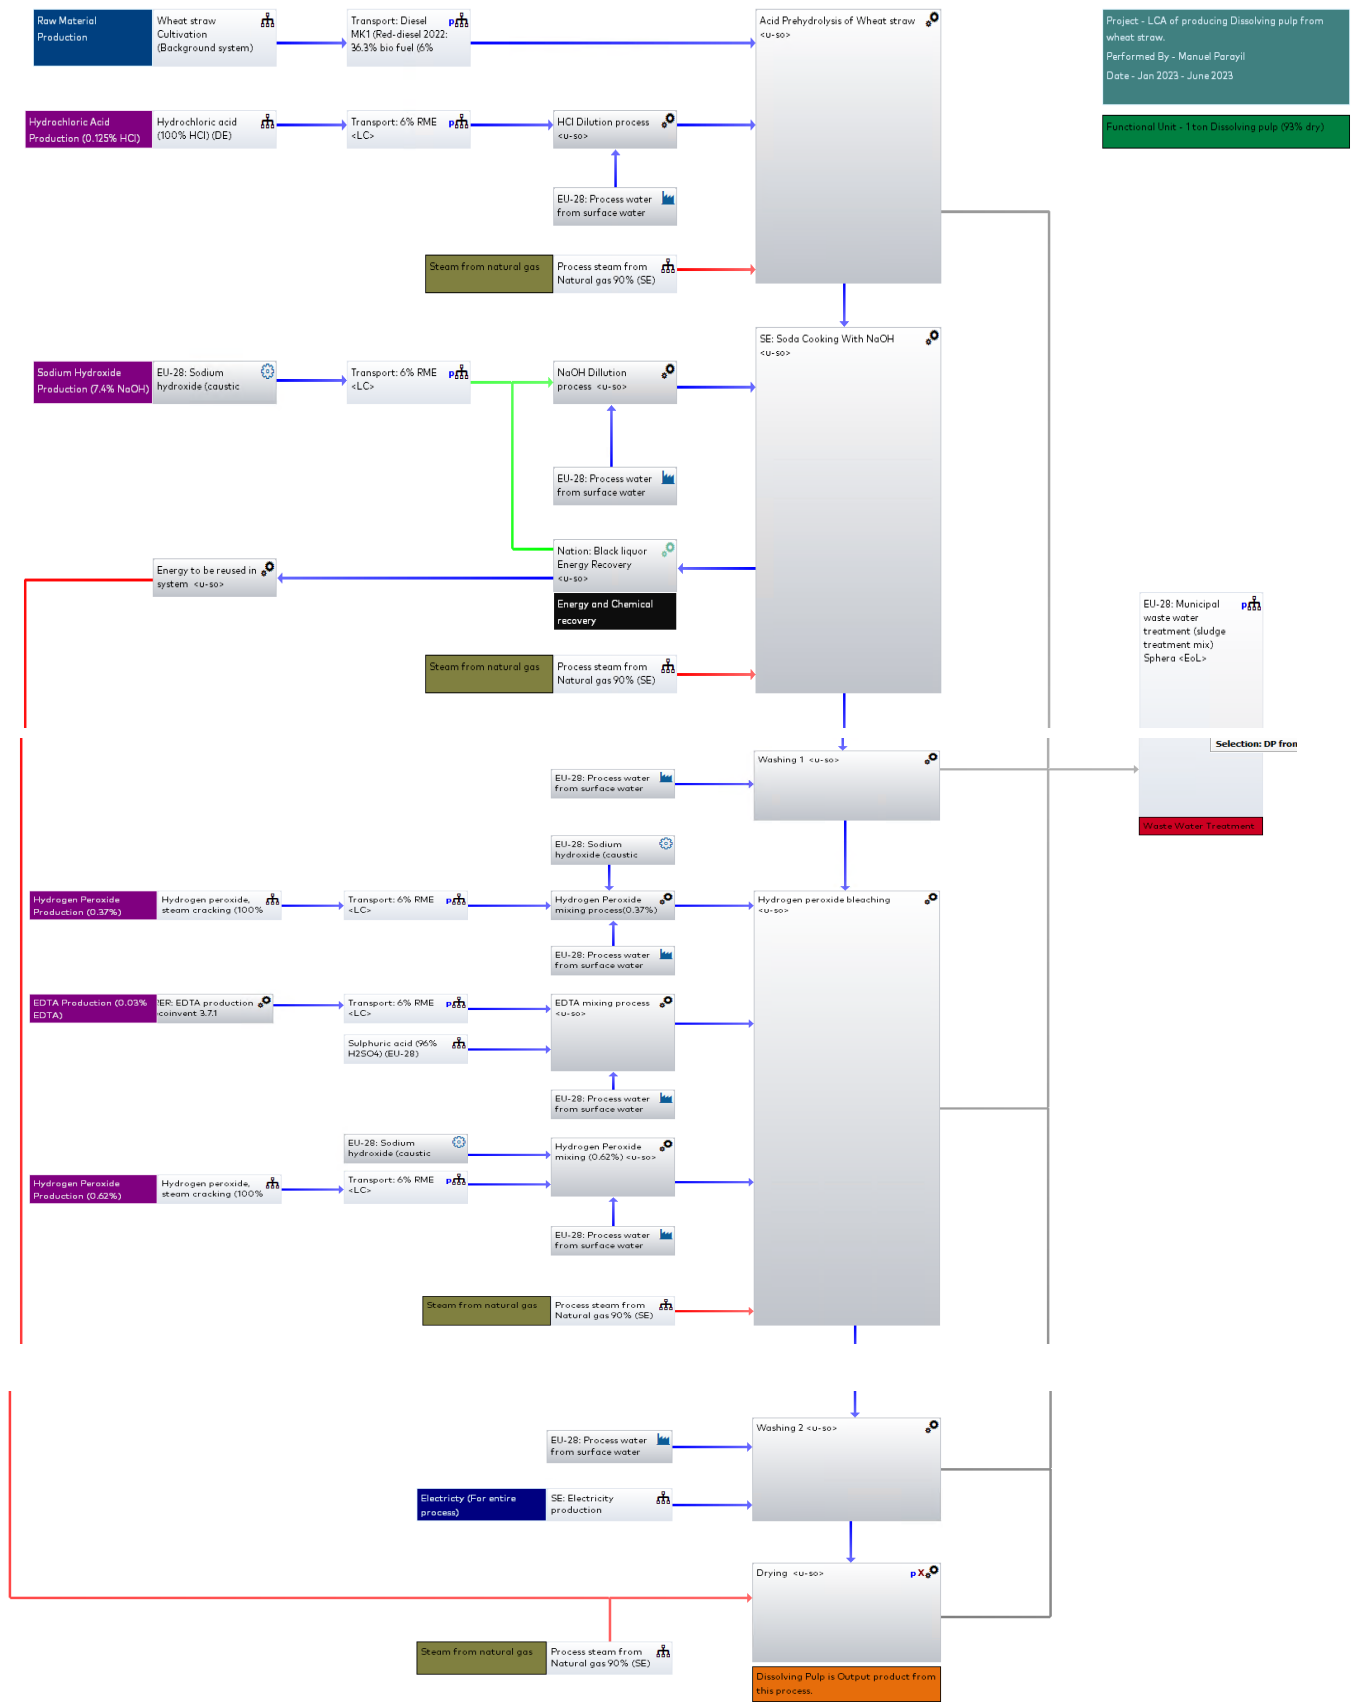 Raw Material
Production
Wheat straw
Cultivation
(Background system)
Transport: Diesel
MK1 (Red-diesel 2022:
36.3% bio fuel (6%
Acid Prehydrolysis of Wheat straw
<u-so>
Project - LCA of producing Dissolving pulp from
wheat straw.
Performed By - Manuel Parayil
Date - Jan 2023 - June 2023
Functional Unit - 1 ton Dissolving pulp (93% dry)
Hydrochloric Acid
Production (0.125% HCl)
Hydrochloric acid
(100% HCl) (DE)
Transport: 6% RME
<LC>
HCl Dilution process
<u-so>
EU-28: Process water
from surface water
Steam from natural gas
Process steam from
Natural gas 90% (SE)
SE: Soda Cooking With NaOH
<u-so>
Sodium Hydroxide
Production (7.4% NaOH)
EU-28: Sodium
hydroxide (caustic
Transport: 6% RME
<LC>
NaOH Dillution
process <u-so>
EU-28: Process water
from surface water
Nation: Black liquor
Energy Recovery
<u-so>
Energy and Chemical
recovery
Energy to be reused in
system <u-so>
Steam from natural gas
Process steam from
Natural gas 90% (SE)
EU-28: Municipal
waste water
treatment (sludge
treatment mix)
Sphera <EoL>
Selection: DP fron
Waste Water Treatment
Washing 1 <u-so>
EU-28: Process water
from surface water
EU-28: Sodium
hydroxide (caustic
Hydrogen Peroxide
Production (0.37%)
Hydrogen peroxide,
steam cracking (100%
Transport: 6% RME
<LC>
Hydrogen Peroxide
mixing process(0.37%)
Hydrogen peroxide bleaching
<u-so>
EU-28: Process water
from surface water
EDTA Production (0.03%
EDTA)
ER: EDTA production
coinvent 3.7.1
Transport: 6% RME
<LC>
EDTA mixing process
<u-so>
Sulphuric acid (96%
H2SO4) (EU-28)
EU-28: Process water
from surface water
EU-28: Sodium
hydroxide (caustic
Hydrogen Peroxide
mixing (0.62%) <u-so>
Hydrogen Peroxide
Production (0.62%)
Hydrogen peroxide,
steam cracking (100%
Transport: 6% RME
<LC>
EU-28: Process water
from surface water
Steam from natural gas
Process steam from
Natural gas 90% (SE)
Washing 2 <u-so>
EU-28: Process water
from surface water
Electricty (For entire
process)
SE: Electricity
production
Drying <u-so>
Steam from natural gas
Process steam from
Natural gas 90% (SE)
Dissolving Pulp is Output product from
this process.